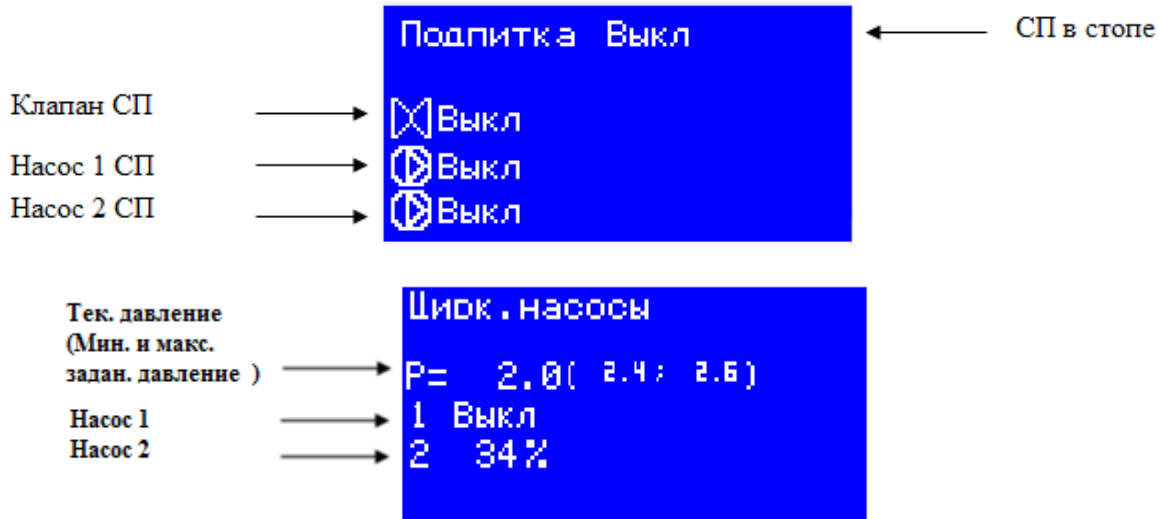 Подпитка Выкл
СП в стопе
Клапан СП
Выкл
Насос 1 СП
Выкл
Насос 2 СП
Выкл
Цирк.насосы
Тек. давление
(Мин. и макс.
задан. давление )
P= 2.0( 2.4; 2.6)
Насос 1
1 Выкл
Насос 2
2 34%